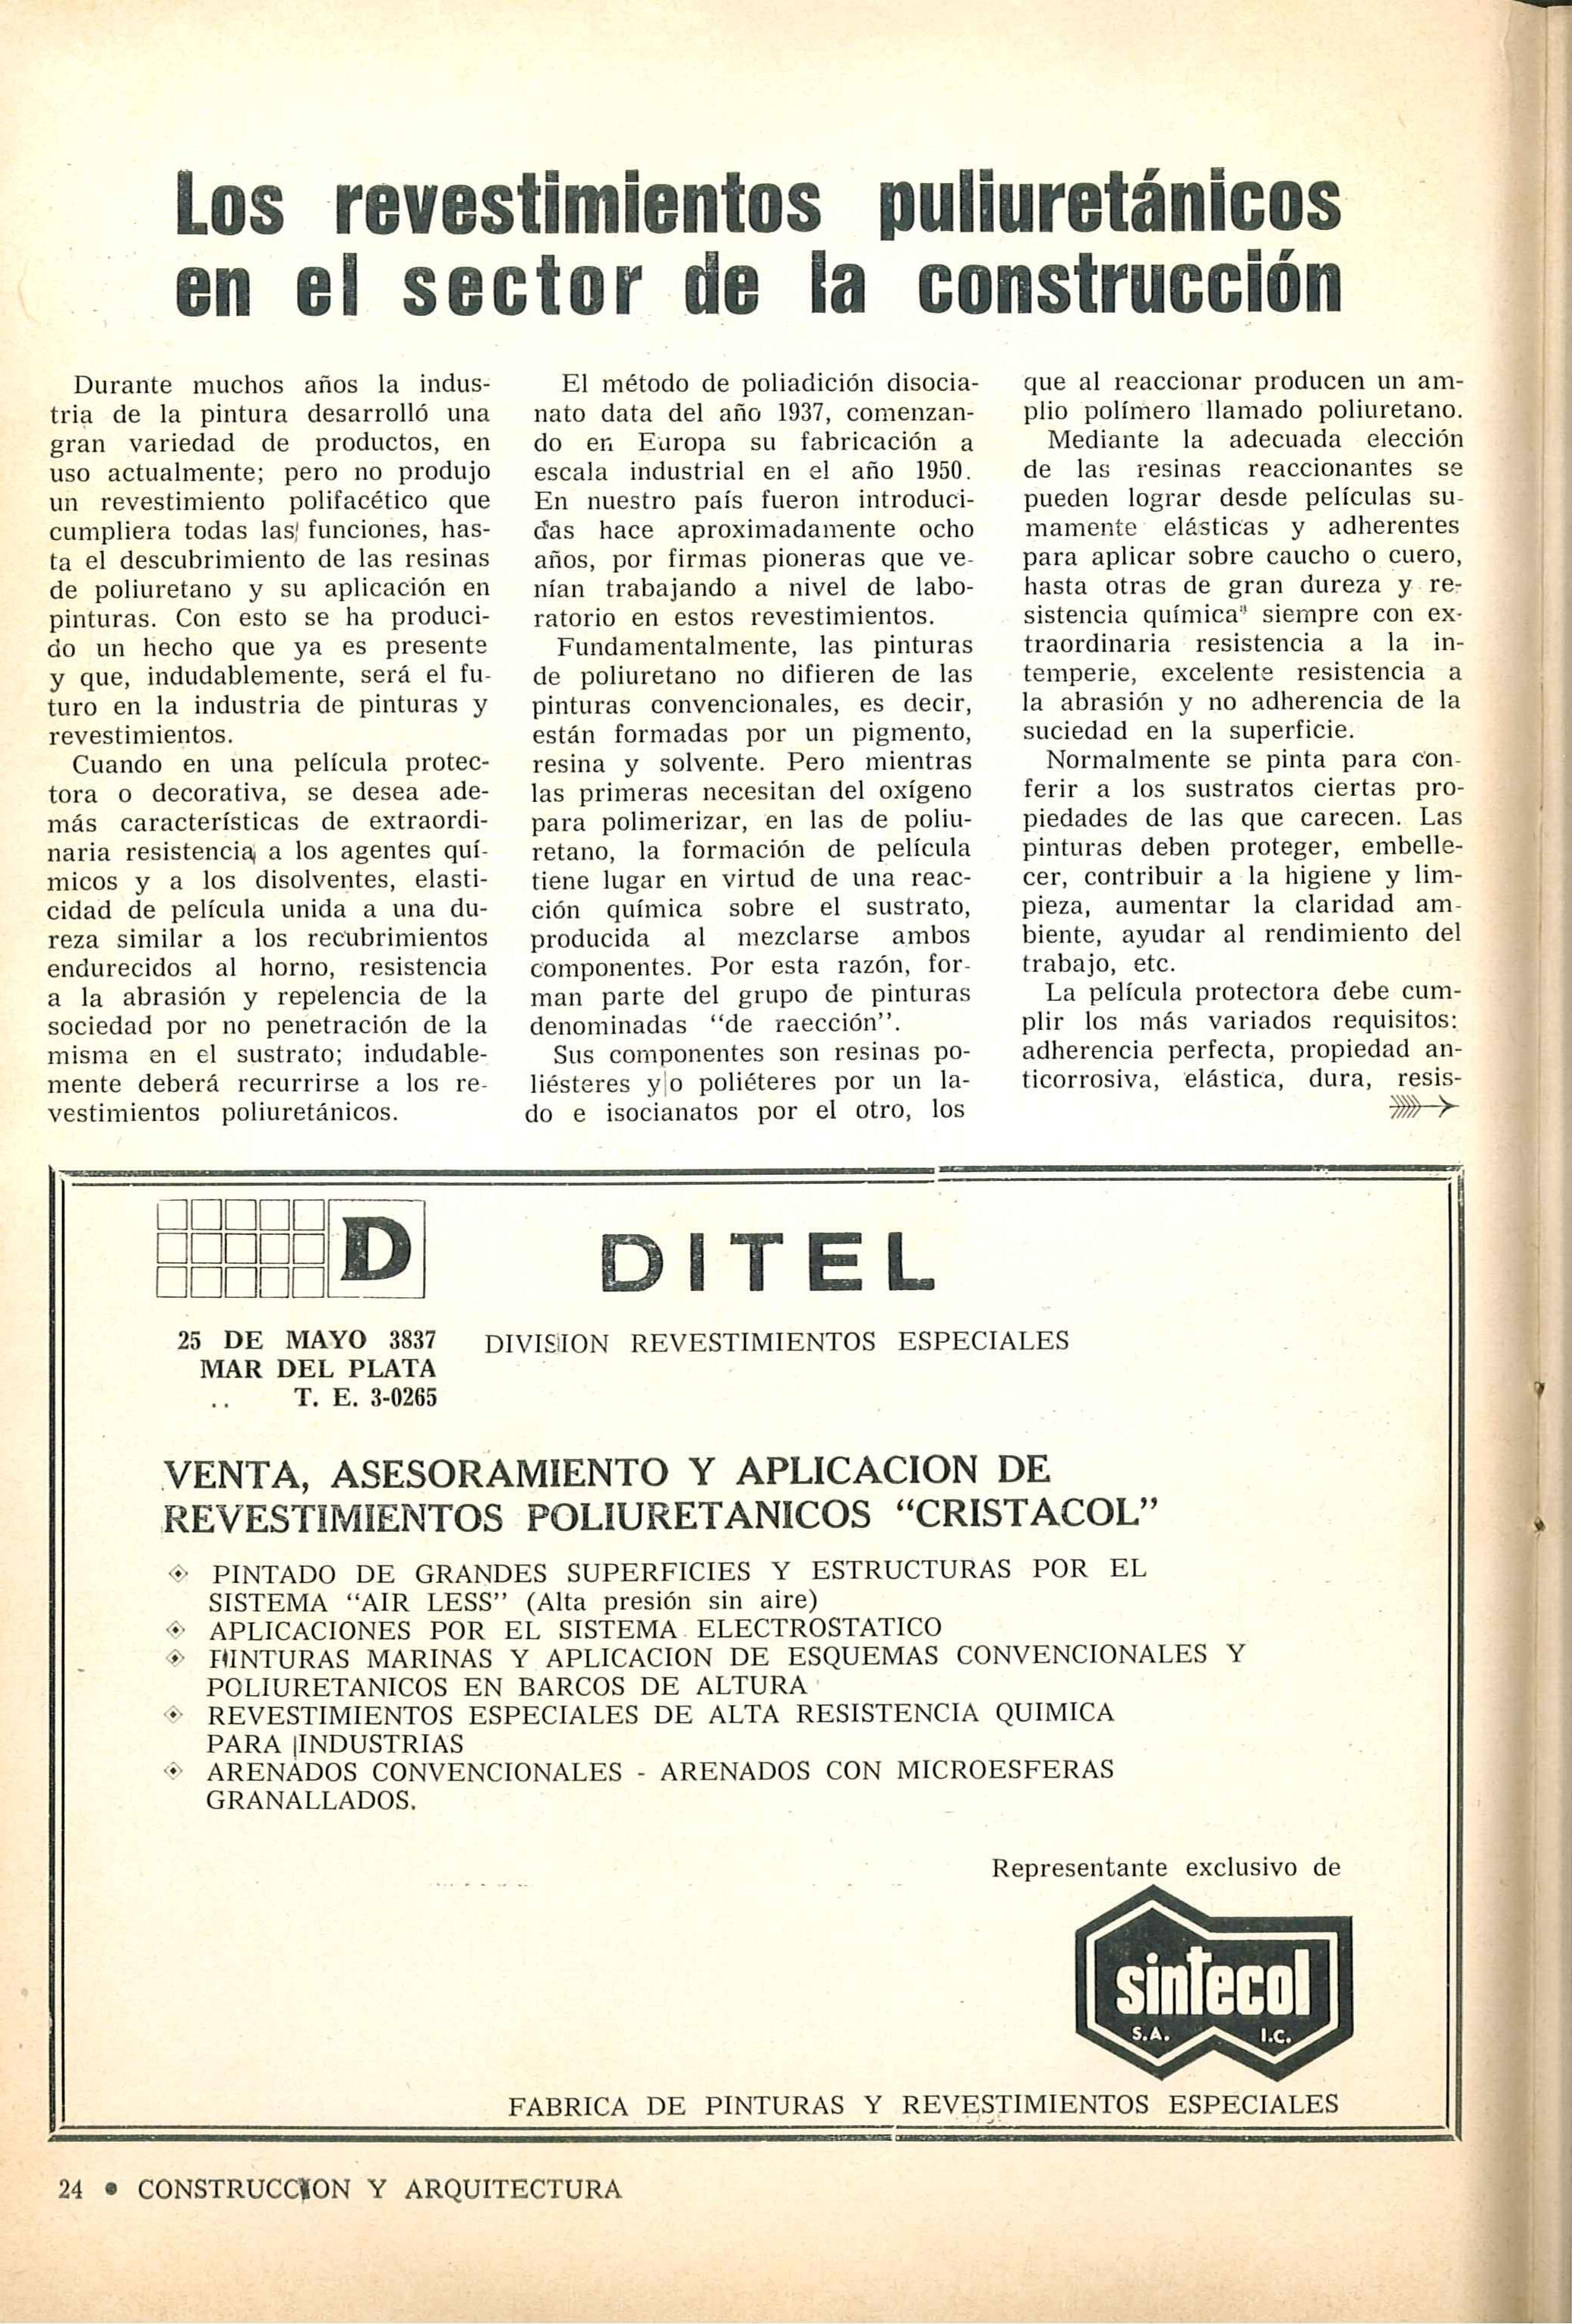 Los revestimientos puliuretánicos
en el sector de la construcción
Durante muchos años la indus-
tria de la pintura desarrolló una
gran variedad de productos, en
uso actualmente; pero no produjo
un revestimiento polifacético que
cumpliera todas las funciones, has-
ta el descubrimiento de las resinas
de poliuretano y su aplicación en
pinturas. Con esto se ha produci-
do un hecho que ya es presente
y que, indudablemente, será el fu-
turo en la industria de pinturas y
revestimientos.
Cuando en una película protec-
tora o decorativa, se desea ade-
más características de extraordi-
naria resistencia a los agentes quí-
micos y a los disolventes, elasti-
cidad de película unida a una du-
reza similar a los recubrimientos
endurecidos al horno, resistencia
a la abrasión y repelencia de la
sociedad por no penetración de la
misma en el sustrato; indudable-
mente deberá recurrirse a los re-
vestimientos poliuretánicos.
El método de poliadición disocia-
nato data del año 1937, comenzan-
do en Europa su fabricación a
escala industrial en el año 1950.
En nuestro país fueron introduci-
das hace aproximadamente ocho
años, por firmas pioneras que ve-
nían trabajando a nivel de labo-
ratorio en estos revestimientos.
Fundamentalmente, las pinturas
de poliuretano no difieren de las
pinturas convencionales, es decir,
están formadas por un pigmento,
resina y solvente. Pero mientras
las primeras necesitan del oxígeno
para polimerizar, en las de poliu-
retano, la formación de película
tiene lugar en virtud de una reac-
ción química sobre el sustrato,
producida al mezclarse ambos
componentes. Por esta razón, for-
man parte del grupo de pinturas
denominadas "de raección".
Sus componentes son resinas po-
liésteres y|o poliéteres por un la-
do e isocianatos por el otro, los
que al reaccionar producen un am-
plio polímero llamado poliuretano.
Mediante la adecuada elección
de las resinas reaccionantes se
pueden lograr desde películas su-
mamente elásticas y adherentes
para aplicar sobre caucho o cuero,
hasta otras de gran dureza y re-
sistencia química" siempre con ex-
traordinaria resistencia a la in-
temperie, excelente resistencia a
la abrasión y no adherencia de la
suciedad en la superficie.
Normalmente se pinta para con-
ferir a los sustratos ciertas pro-
piedades de las que carecen. Las
pinturas deben proteger, embelle-
cer, contribuir a la higiene y lim-
pieza, aumentar la claridad am-
biente, ayudar al rendimiento del
trabajo, etc.
La película protectora debe cum-
plir los más variados requisitos:
adherencia perfecta, propiedad an-
ticorrosiva, elástica, dura, resis-
D
DITEL
25 DE MAYO 3837
MAR DEL PLATA
T. E. 3-0265
DIVISION REVESTIMIENTOS ESPECIALES
VENTA, ASESORAMIENTO Y APLICACION DE
REVESTIMIENTOS POLIURETANICOS "CRISTACOL"
PINTADO DE GRANDES SUPERFICIES Y ESTRUCTURAS POR EL
SISTEMA "AIR LESS" (Alta presión sin aire)
APLICACIONES POR EL SISTEMA ELECTROSTATICO
PINTURAS MARINAS Y APLICACION DE ESQUEMAS CONVENCIONALES Y
POLIURETANICOS EN BARCOS DE ALTURA
REVESTIMIENTOS ESPECIALES DE ALTA RESISTENCIA QUIMICA
PARA INDUSTRIAS
ARENADOS CONVENCIONALES - ARENADOS CON MICROESFERAS
GRANALLADOS.
Representante exclusivo de
sintecol
S.A. I.C.
FABRICA DE PINTURAS Y REVESTIMIENTOS ESPECIALES
24 • CONSTRUCCION Y ARQUITECTURA